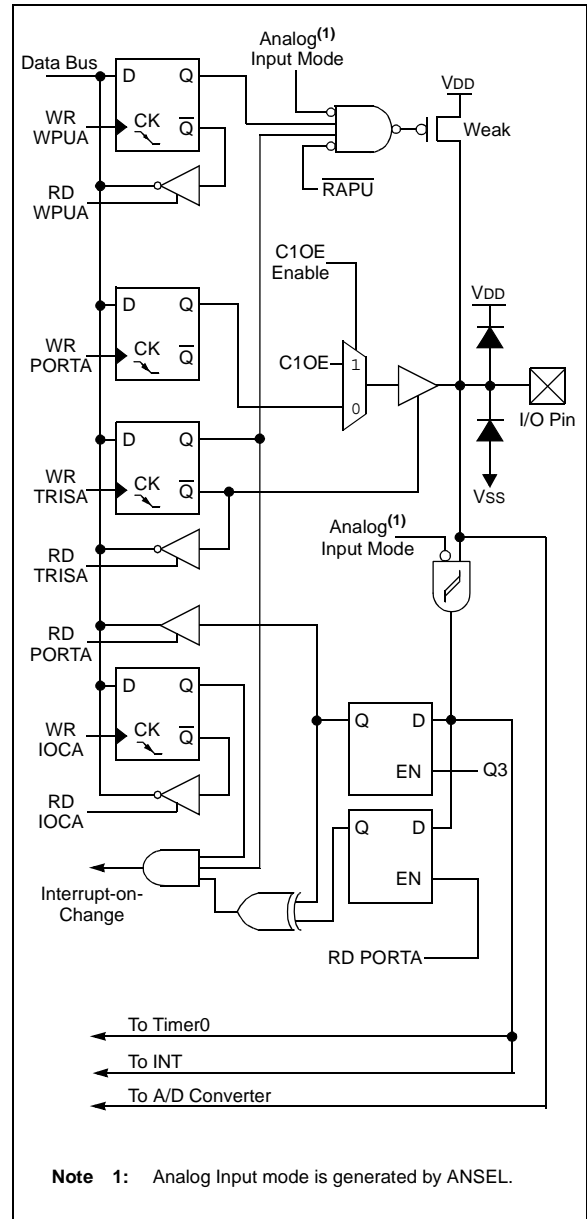 Analog(1)
Input Mode
Data Bus
D Q
VDD
WR
WPUA
CK
Q
Weak
RD
WPUA
RAPU
C1OE
Enable
D Q
VDD
WR
PORTA
CK
Q
C1OE
1
0
I/O Pin
D Q
WR
TRISA
CK
Q
VSS
Analog(1)
Input Mode
RD
TRISA
RD
PORTA
D Q
WR
IOCA
CK
Q
Q D
EN
Q3
RD
IOCA
Q D
EN
Interrupt-on-
Change
RD PORTA
To Timer0
To INT
To A/D Converter
Note 1: Analog Input mode is generated by ANSEL.